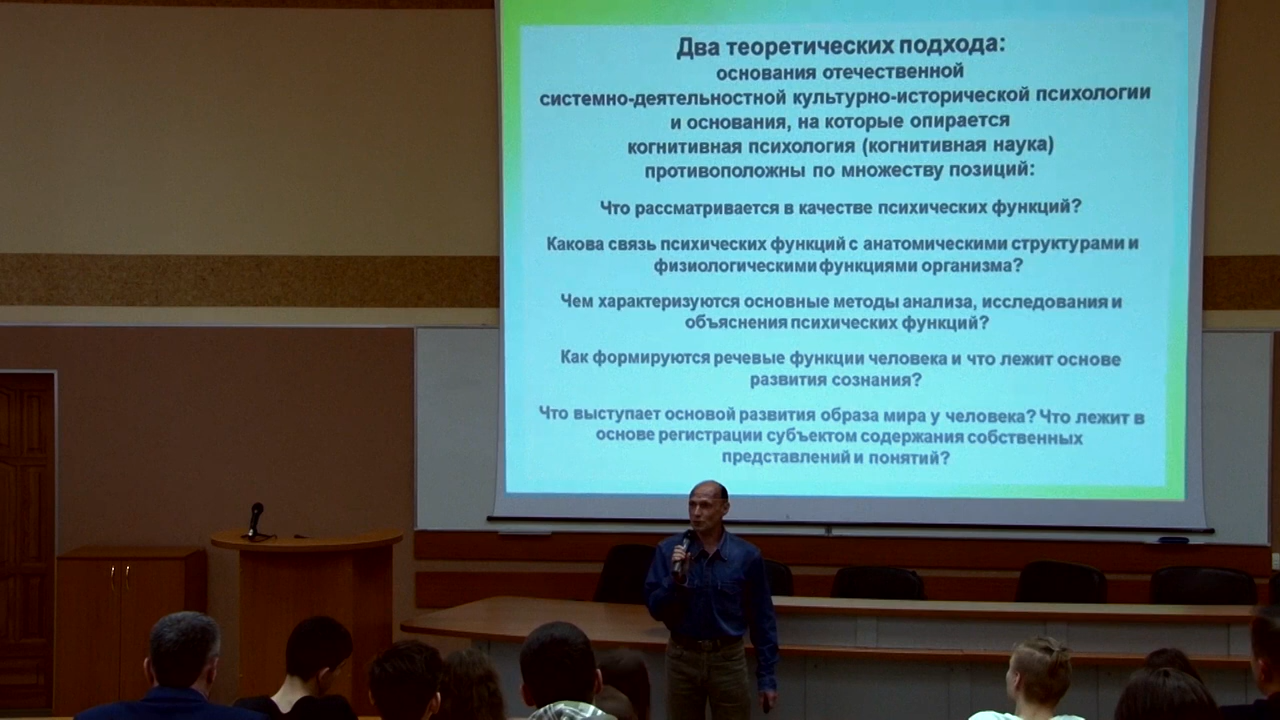 Два теоретических подхода:
основания отечественной
системно-деятельностной культурно-исторической психологии
и основания, на которые опирается
когнитивная психология (когнитивная наука)
противоположны по множеству позиций:
Что рассматривается в качестве психических функций?
Какова связь психических функций с анатомическими структурами и
физиологическими функциями организма?
Чем характеризуются основные методы анализа, исследования и
объяснения психических функций?
Как формируются речевые функции человека и что лежит основе
развития сознания?
Что выступает основой развития образа мира у человека? Что лежит в
основе регистрации субъектом содержания собственных
представлений и понятий?